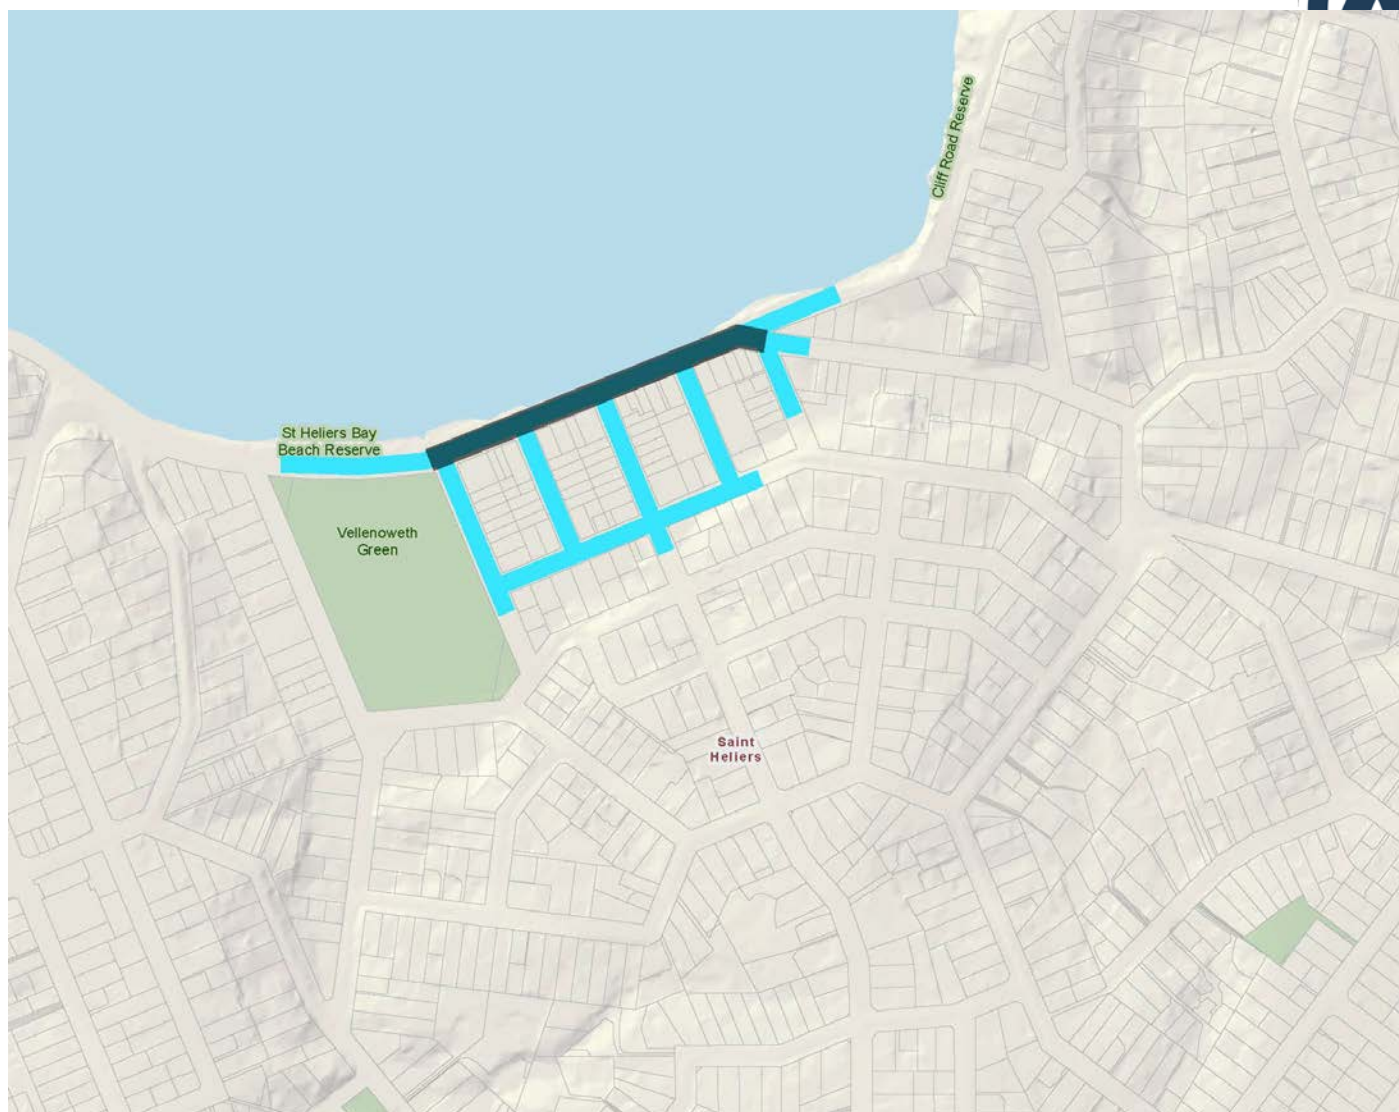 Cliff Road Reserve
St Heliers Bay
Beach Reserve
Vellenoweth
Green
Saint
Heliers